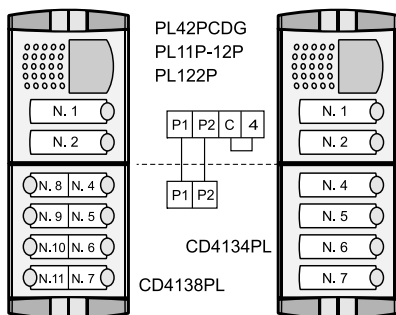 PL42PCDG
PL11P-12P
PL122P
N. 1
N. 2
N. 8 N. 4
N. 9 N. 5
N.10 N. 6
N.11 N. 7
P1 P2 C 4
P1 P2
CD4134PL
CD4138PL
N. 1
N. 2
N. 4
N. 5
N. 6
N. 7